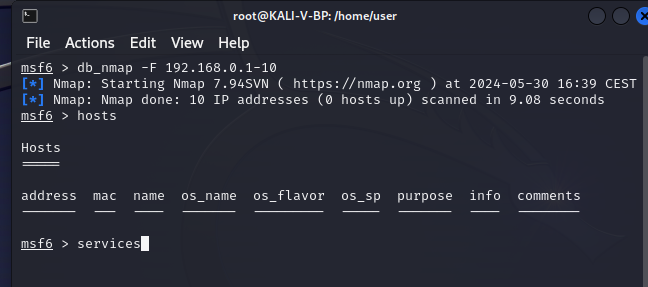 root@KALI-V-BP: /home/user
File Actions Edit View Help
msf6 > db_nmap -F 192.168.0.1-10
[*] Nmap: Starting Nmap 7.94SVN ( https://nmap.org ) at 2024-05-30 16:39 CEST
[*] Nmap: Nmap done: 10 IP addresses (0 hosts up) scanned in 9.08 seconds
msf6 > hosts
Hosts
=====
address mac name os_name os_flavor os_sp purpose info comments
------- --- ---- ------- --------- ----- ------- ---- --------
msf6 > services